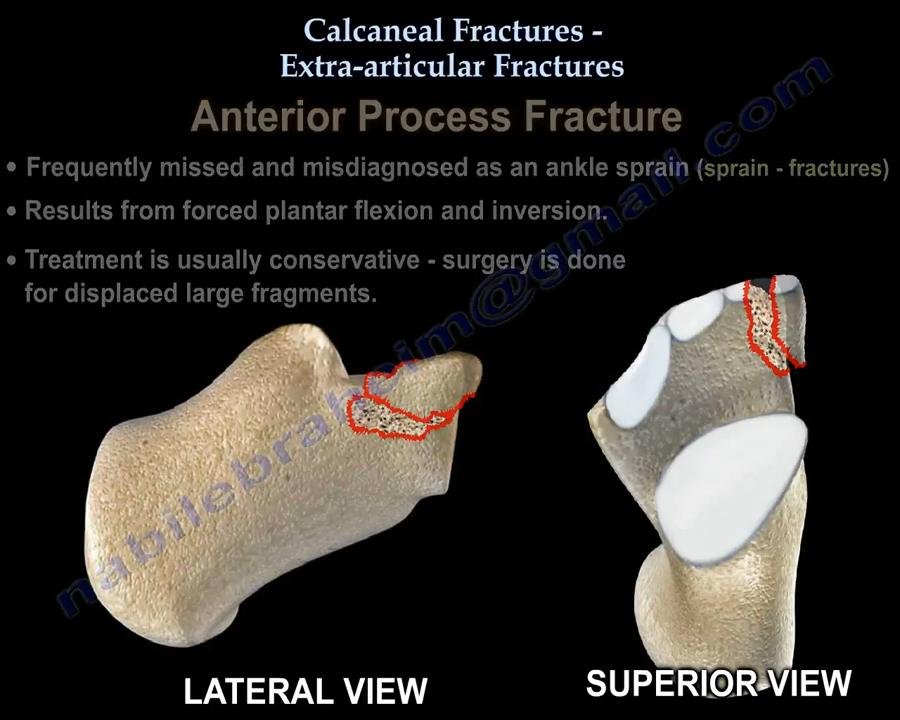 Calcaneal Fractures -
Extra-articular Fractures
Anterior Process Fracture
• Frequently missed and misdiagnosed as an ankle sprain (sprain - fractures)
• Results from forced plantar flexion and inversion.
• Treatment is usually conservative - surgery is done
for displaced large fragments.
nabilebraheim@gmail.com
LATERAL VIEW
SUPERIOR VIEW